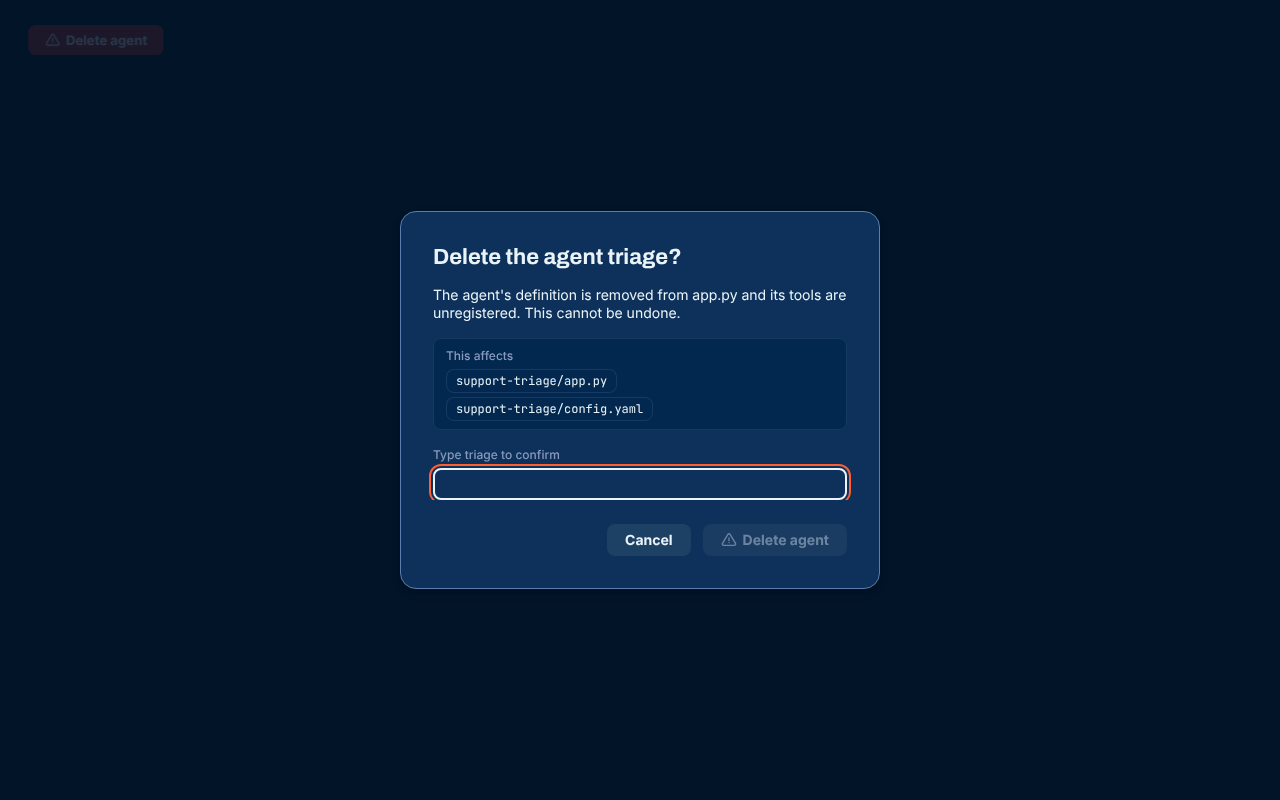 Delete agent
Delete the agent triage?
The agent's definition is removed from app.py and its tools are
unregistered. This cannot be undone.
This affects
support-triage/app.py
support-triage/config.yaml
Type triage to confirm
Cancel
Delete agent